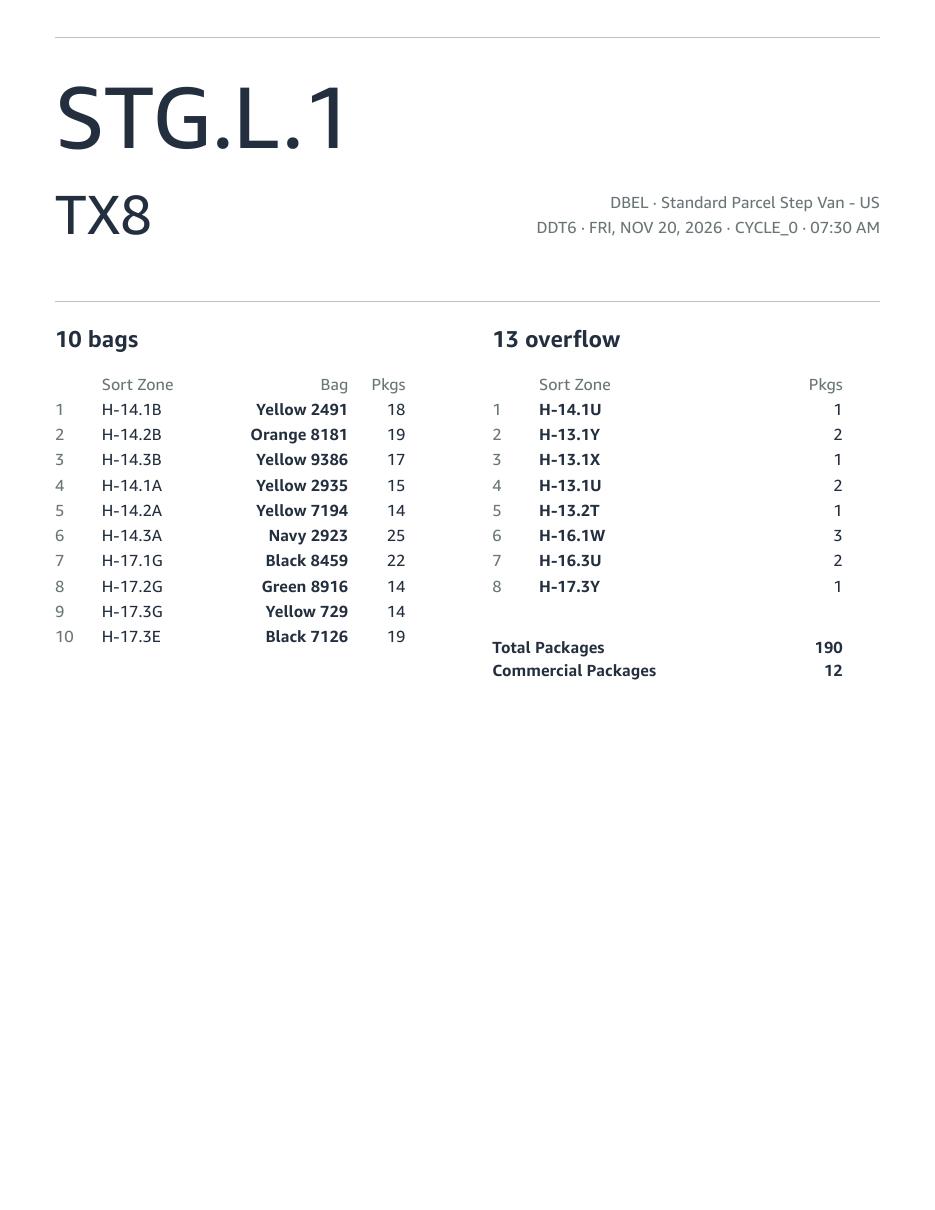 STG.L.1
TX8
DBEL · Standard Parcel Step Van - US
DDT6 · FRI, NOV 20, 2026 · CYCLE_0 · 07:30 AM
10 bags
Sort Zone Bag Pkgs
1 H-14.1B Yellow 2491 18
2 H-14.2B Orange 8181 19
3 H-14.3B Yellow 9386 17
4 H-14.1A Yellow 2935 15
5 H-14.2A Yellow 7194 14
6 H-14.3A Navy 2923 25
7 H-17.1G Black 8459 22
8 H-17.2G Green 8916 14
9 H-17.3G Yellow 729 14
10 H-17.3E Black 7126 19
13 overflow
Sort Zone Pkgs
1 H-14.1U 1
2 H-13.1Y 2
3 H-13.1X 1
4 H-13.1U 2
5 H-13.2T 1
6 H-16.1W 3
7 H-16.3U 2
8 H-17.3Y 1
Total Packages 190
Commercial Packages 12